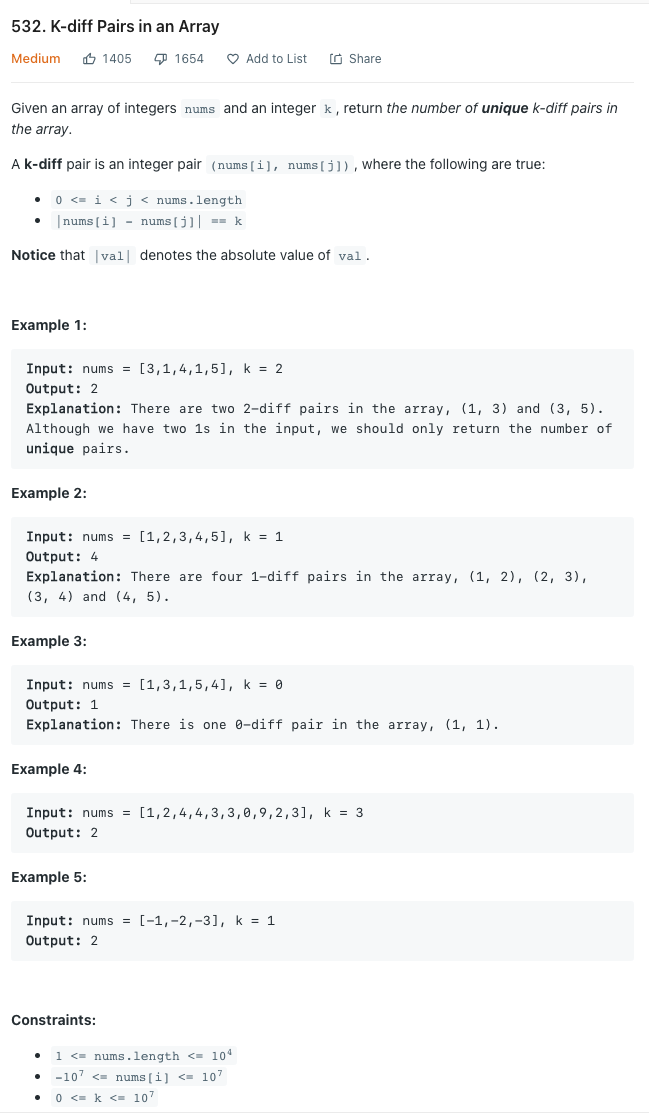 532. K-diff Pairs in an Array
Medium 1405 1654 Add to List Share
Given an array of integers nums and an integer k, return the number of unique k-diff pairs in
the array.
A k-diff pair is an integer pair (nums[i], nums[j]), where the following are true:
• 0 <= i < j < nums.length
• |nums[i] - nums[j]| == k
Notice that |val| denotes the absolute value of val.
Example 1:
Input: nums = [3,1,4,1,5], k = 2
Output: 2
Explanation: There are two 2-diff pairs in the array, (1, 3) and (3, 5).
Although we have two 1s in the input, we should only return the number of
unique pairs.
Example 2:
Input: nums = [1,2,3,4,5], k = 1
Output: 4
Explanation: There are four 1-diff pairs in the array, (1, 2), (2, 3),
(3, 4) and (4, 5).
Example 3:
Input: nums = [1,3,1,5,4], k = 0
Output: 1
Explanation: There is one 0-diff pair in the array, (1, 1).
Example 4:
Input: nums = [1,2,4,4,3,3,0,9,2,3], k = 3
Output: 2
Example 5:
Input: nums = [-1,-2,-3], k = 1
Output: 2
Constraints:
• 1 <= nums.length <= 10⁴
• -10⁷ <= nums[i] <= 10⁷
• 0 <= k <= 10⁷